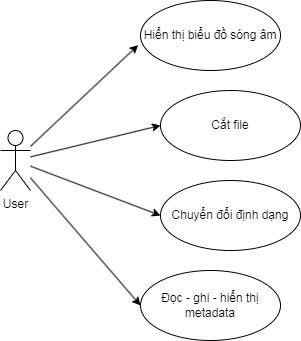 Hiển thị biểu đồ sóng âm
Cắt file
User
Chuyển đổi định dạng
Đọc - ghi - hiển thị
metadata